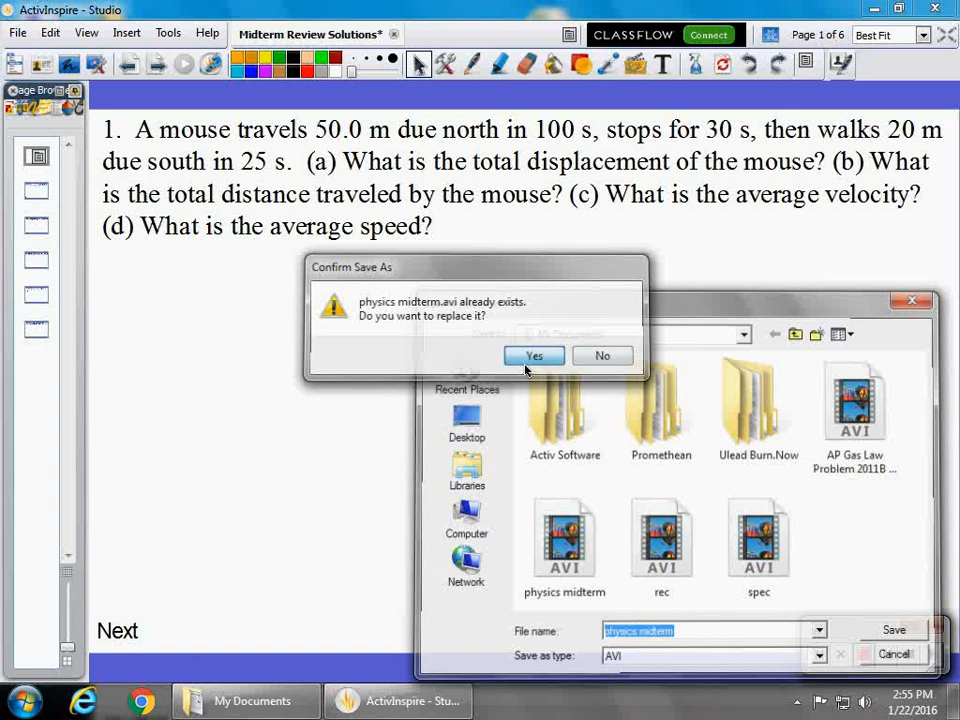 ActivInspire - Studio
File Edit View Insert Tools Help
Midterm Review Solutions*
CLASSFLOW Connect
Page 1 of 6
Best Fit
age Bro
1. A mouse travels 50.0 m due north in 100 s, stops for 30 s, then walks 20 m
due south in 25 s. (a) What is the total displacement of the mouse? (b) What
is the total distance traveled by the mouse? (c) What is the average velocity?
(d) What is the average speed?
Confirm Save As
physics midterm.avi already exists.
Do you want to replace it?
My Documents
Yes No
Recent Places
Desktop
Libraries
Computer
Network
Activ Software
Promethean
Ulead Burn.Now
AVI
AP Gas Law
Problem 2011B ...
AVI
physics midterm
AVI
rec
AVI
spec
Next
File name: physics midterm Save
Save as type: AVI Cancel
My Documents
ActivInspire - Stu...
2:55 PM
1/22/2016